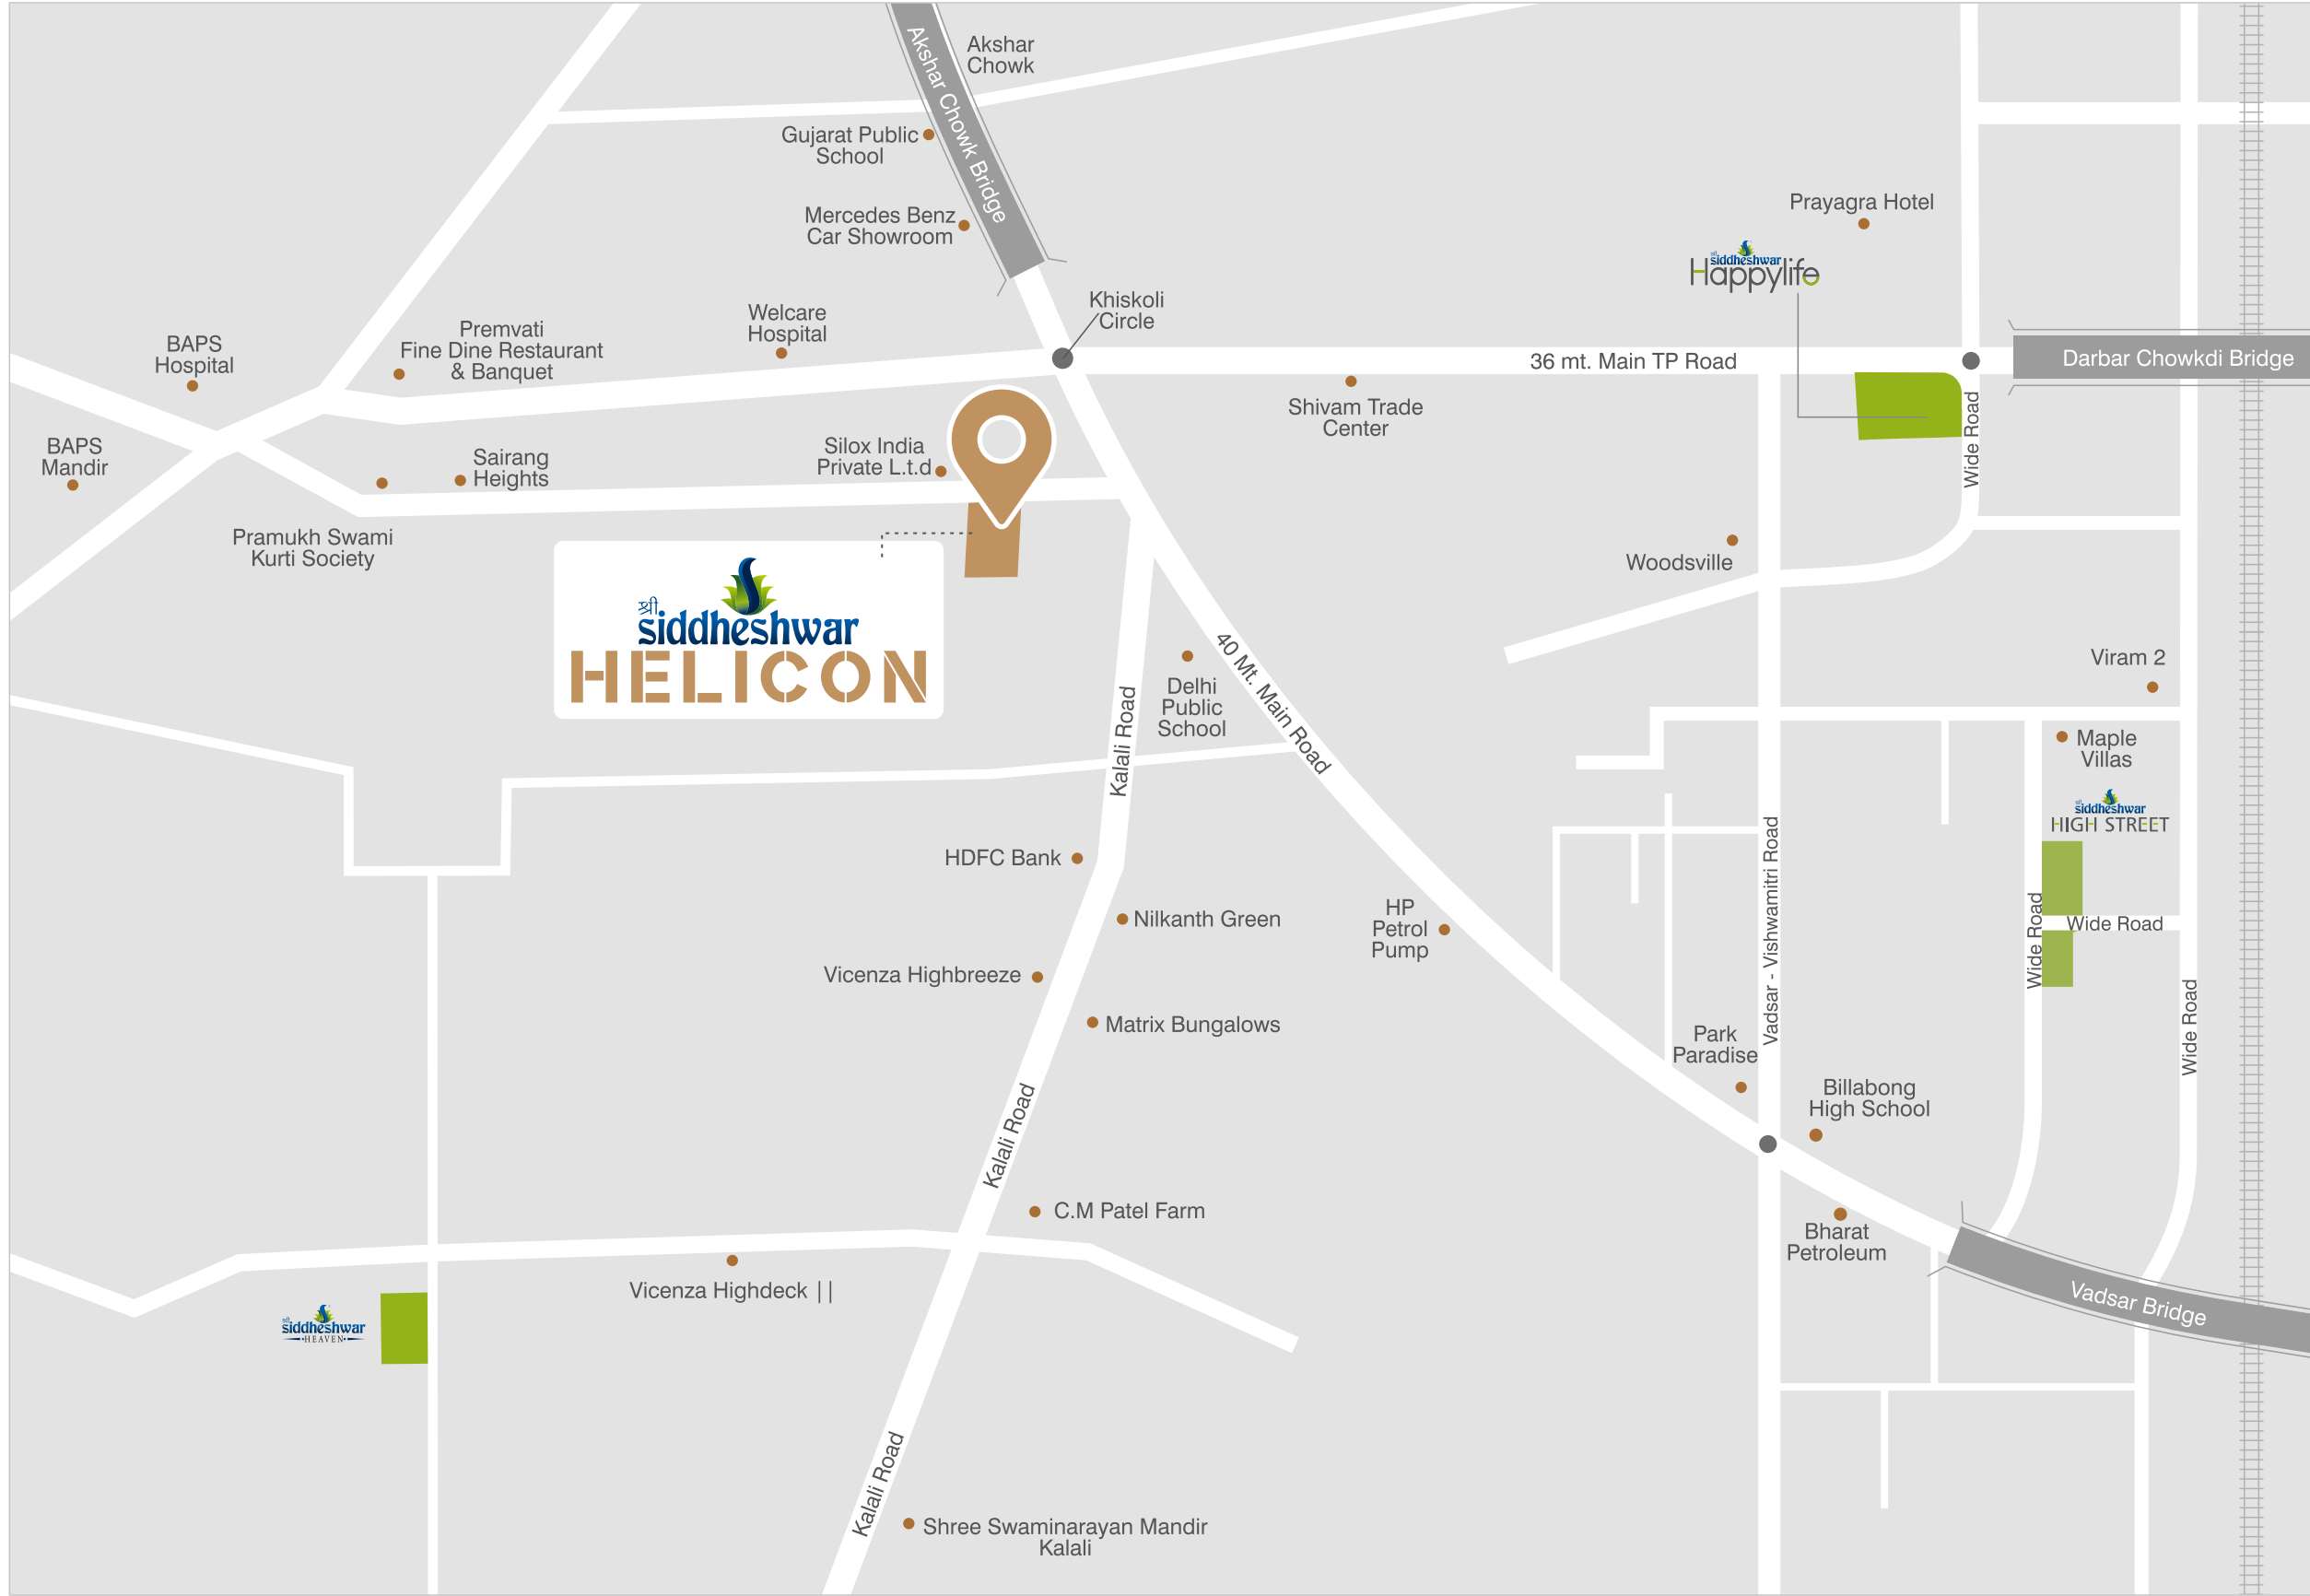 Akshar
Chowk
Akshar Chowk Bridge
Gujarat Public
School
Mercedes Benz
Car Showroom
Prayagra Hotel
श्री
siddheshwar
Happylife
Khiskoli
Circle
Welcare
Hospital
Premvati
Fine Dine Restaurant
& Banquet
BAPS
Hospital
36 mt. Main TP Road
Darbar Chowkdi Bridge
Shivam Trade
Center
Wide Road
BAPS
Mandir
Sairang
Heights
Silox India
Private L.t.d
Pramukh Swami
Kurti Society
Woodsville
श्री
siddheshwar
HELICON
40 Mt. Main Road
Delhi
Public
School
Kalali Road
Viram 2
Maple
Villas
श्री
siddheshwar
HIGH STREET
HDFC Bank
Nilkanth Green
HP
Petrol
Pump
Vadsar - Vishwamitri Road
Wide Road
Wide Road
Wide Road
Vicenza Highbreeze
Matrix Bungalows
Park
Paradise
Billabong
High School
Kalali Road
C.M Patel Farm
Bharat
Petroleum
Vicenza Highdeck ||
Vadsar Bridge
श्री
siddheshwar
HEAVEN
Kalali Road
Shree Swaminarayan Mandir
Kalali